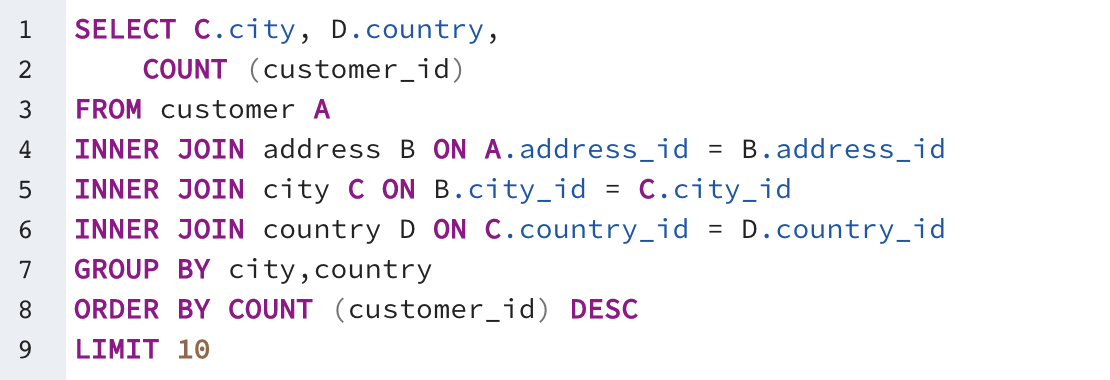 1 SELECT C.city, D.country,
2 COUNT (customer_id)
3 FROM customer A
4 INNER JOIN address B ON A.address_id = B.address_id
5 INNER JOIN city C ON B.city_id = C.city_id
6 INNER JOIN country D ON C.country_id = D.country_id
7 GROUP BY city,country
8 ORDER BY COUNT (customer_id) DESC
9 LIMIT 10